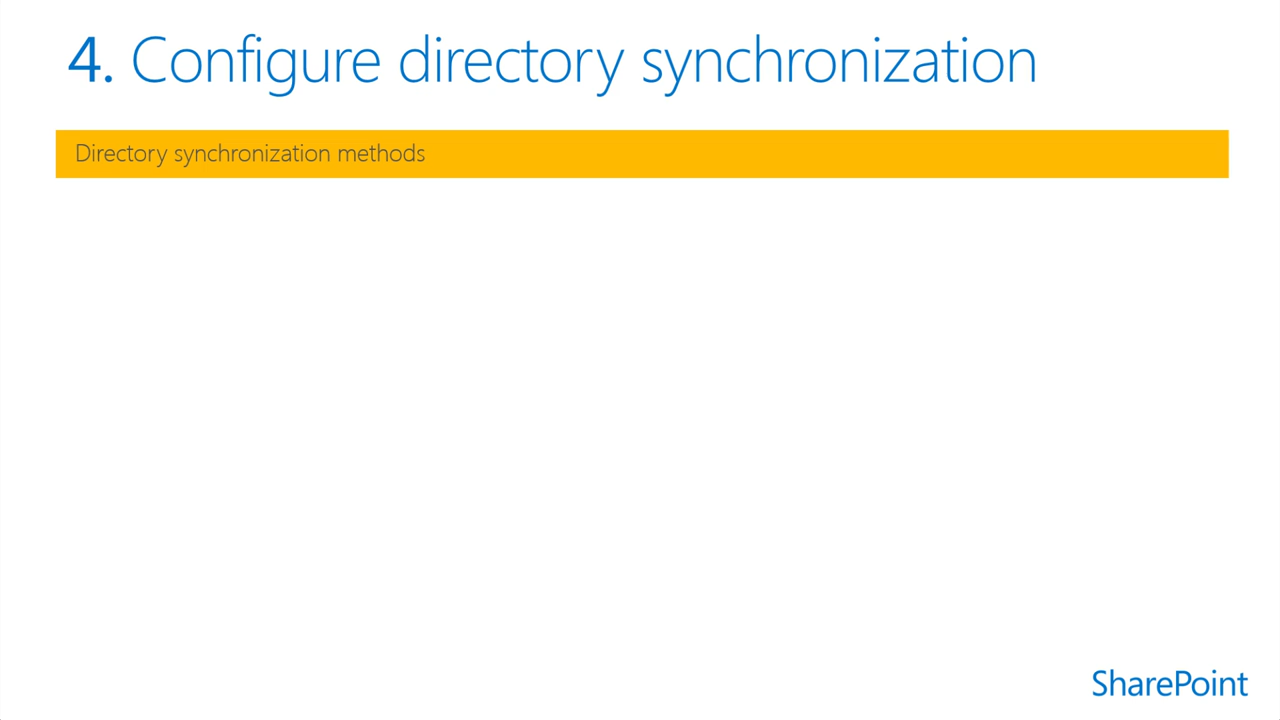 4. Configure directory synchronization
Directory synchronization methods
SharePoint